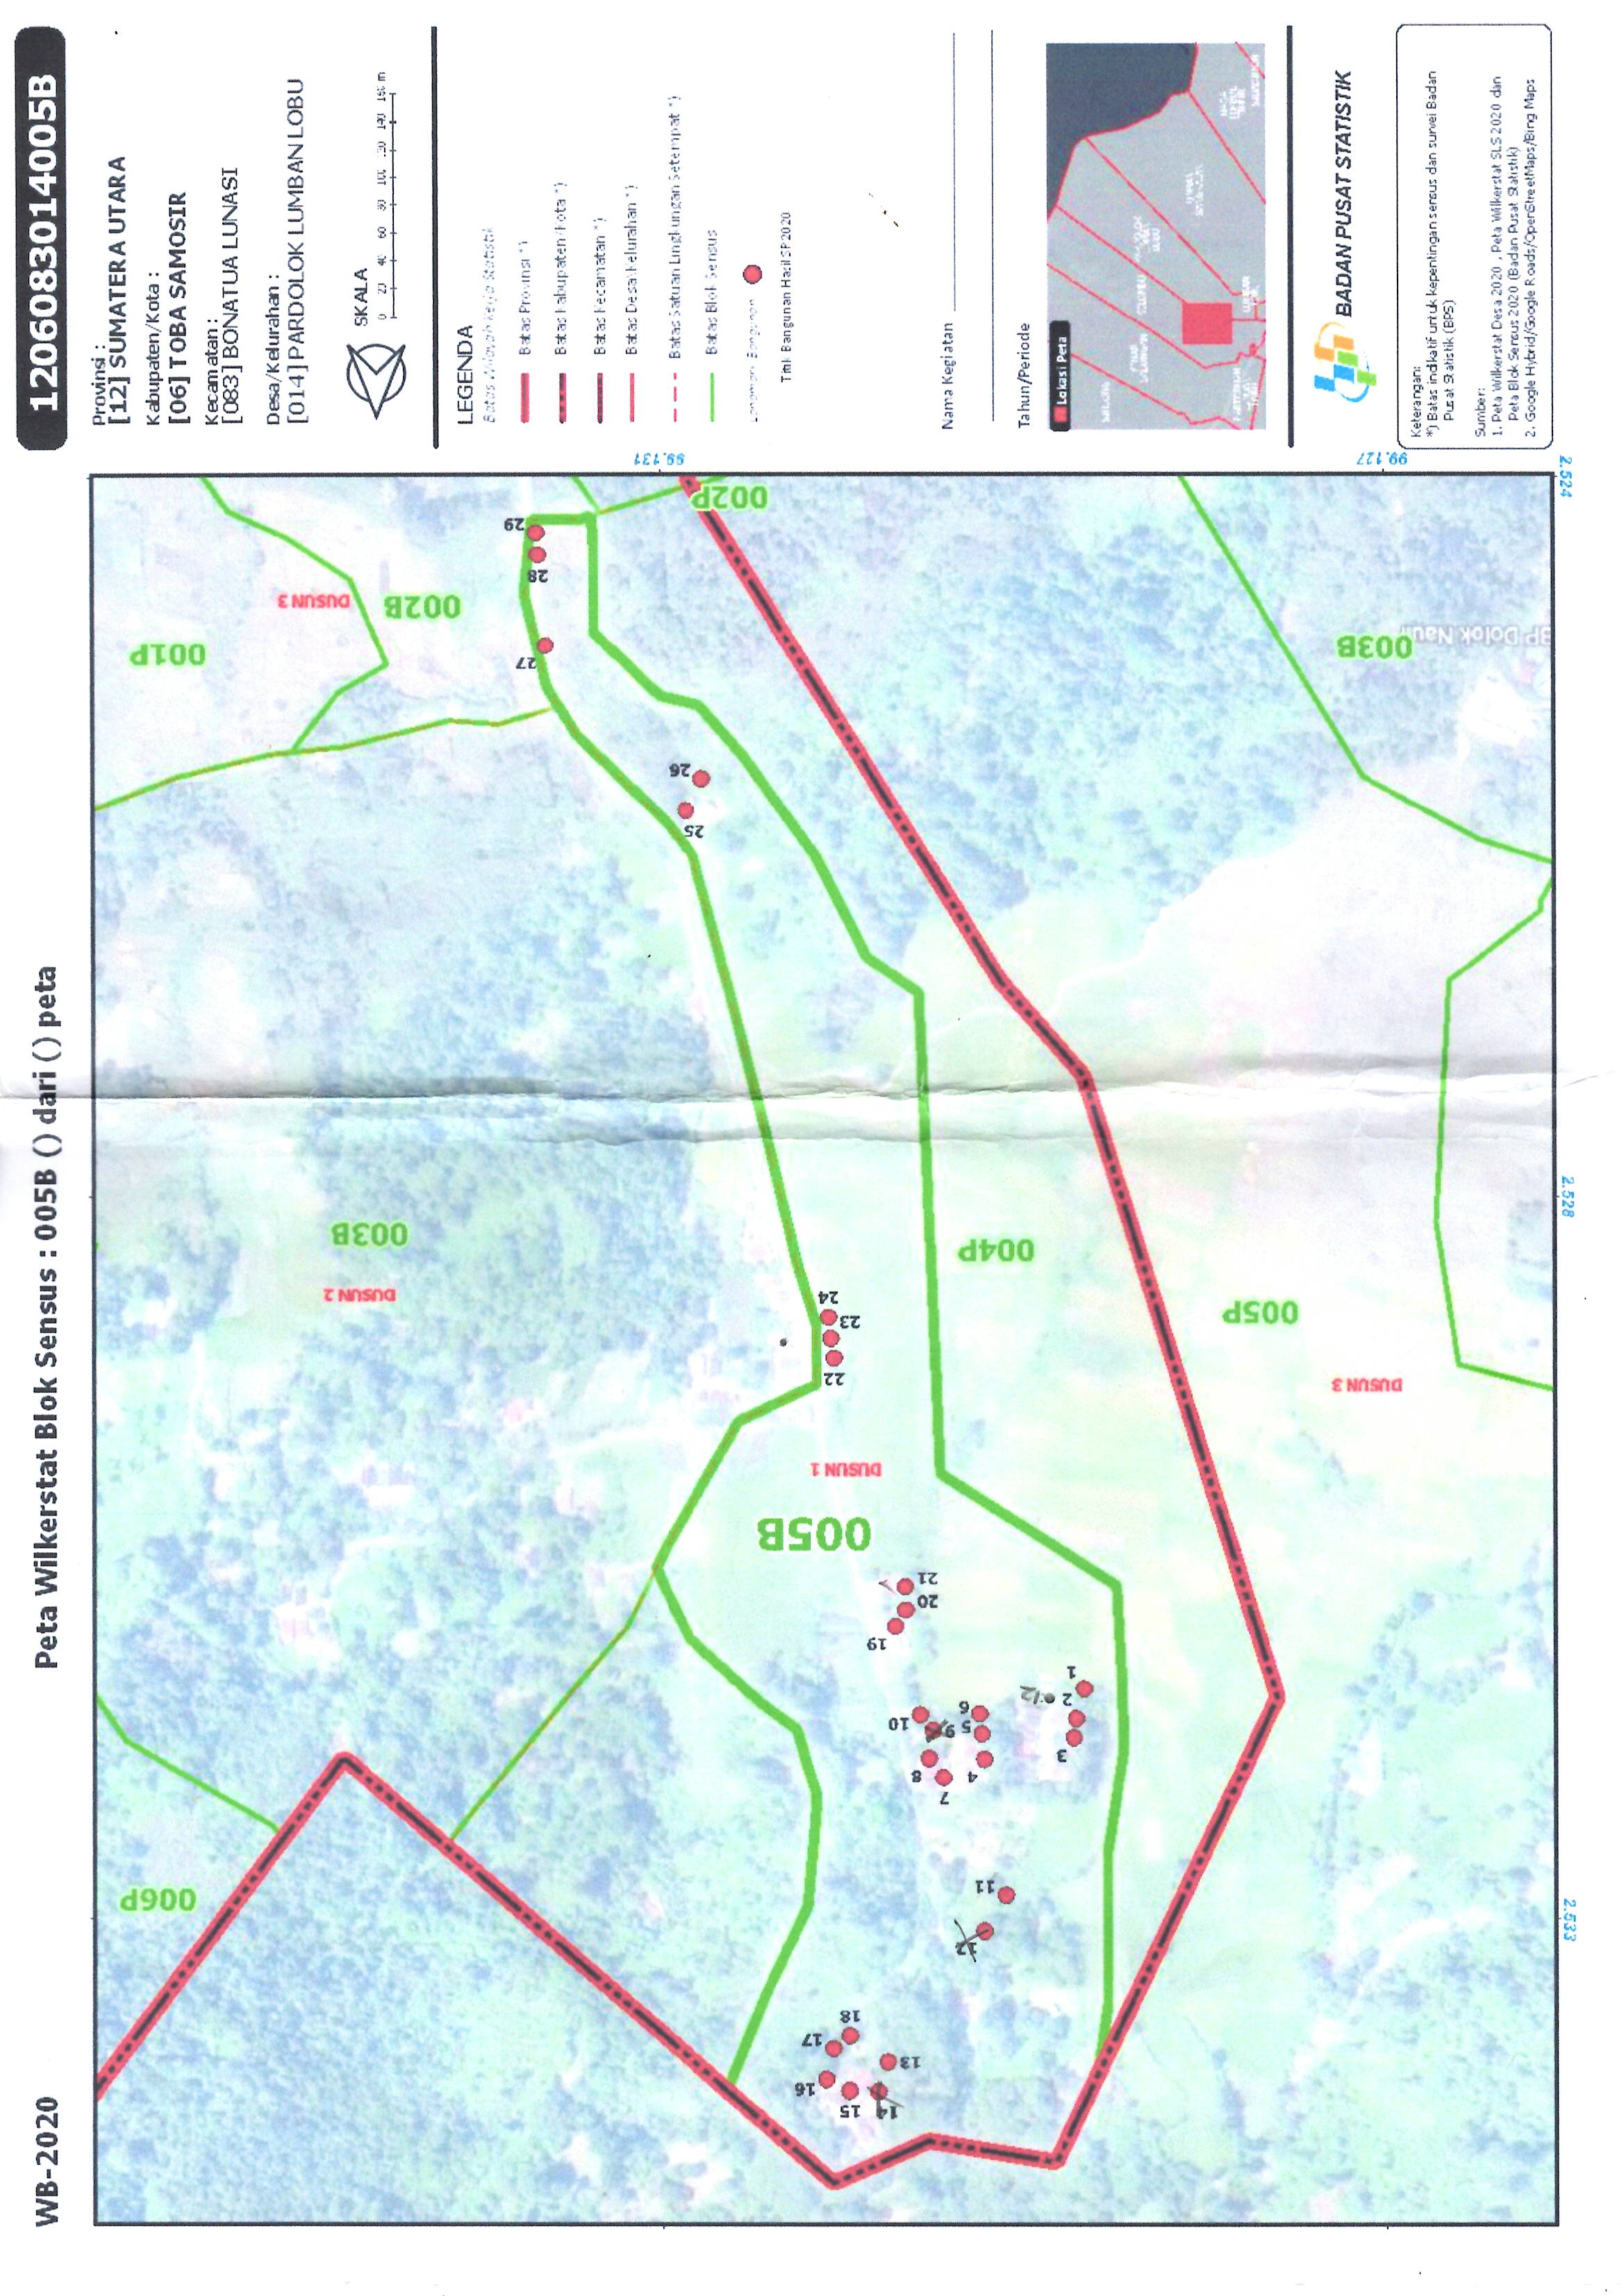 WB-2020
Peta Wilkerstat Blok Sensus : 005B () dari () peta
14
15
16
13
17
18
12
11
006P
7
4
8
3
5
9
10
6
2
12
1
19
20
21
005B
DUSUN 1
22
23
24
DUSUN 3
005P
004P
DUSUN 2
003B
25
26
27
28
29
001P
002B
DUSUN 3
003B
BP Dolok Nauli
002P
2.533
2.528
2.524
99.127
99.131
1206083014005B
Provinsi :
[12] SUMATERA UTARA
Kabupaten/Kota :
[06] TOBA SAMOSIR
Kecamatan :
[083] BONATUA LUNASI
Desa/Kelurahan :
[014] PARDOLOK LUMBAN LOBU
SKALA
0 20 40 60 80 100 120 140 160 m
LEGENDA
Batas Wilayah Kerja Statistik
Batas Provinsi *)
Batas Kabupaten/Kota *)
Batas Kecamatan *)
Batas Desa/Kelurahan *)
Batas Satuan Lingkungan Setempat *)
Batas Blok Sensus
Titik Bangunan Hasil SP2020
Nama Kegiatan
Tahun/Periode
Lokasi Peta
BADAN PUSAT STATISTIK
Keterangan:
*) Batas indikatif untuk kepentingan sensus dan survei Badan
Pusat Statistik (BPS)
Sumber:
1. Peta Wilkerstat Desa 2020 , Peta Wilkerstat SLS 2020 dan
Peta Blok Sensus 2020 (Badan Pusat Statistik)
2. Google Hybrid/Google Roads/OpenStreetMaps/Bing Maps